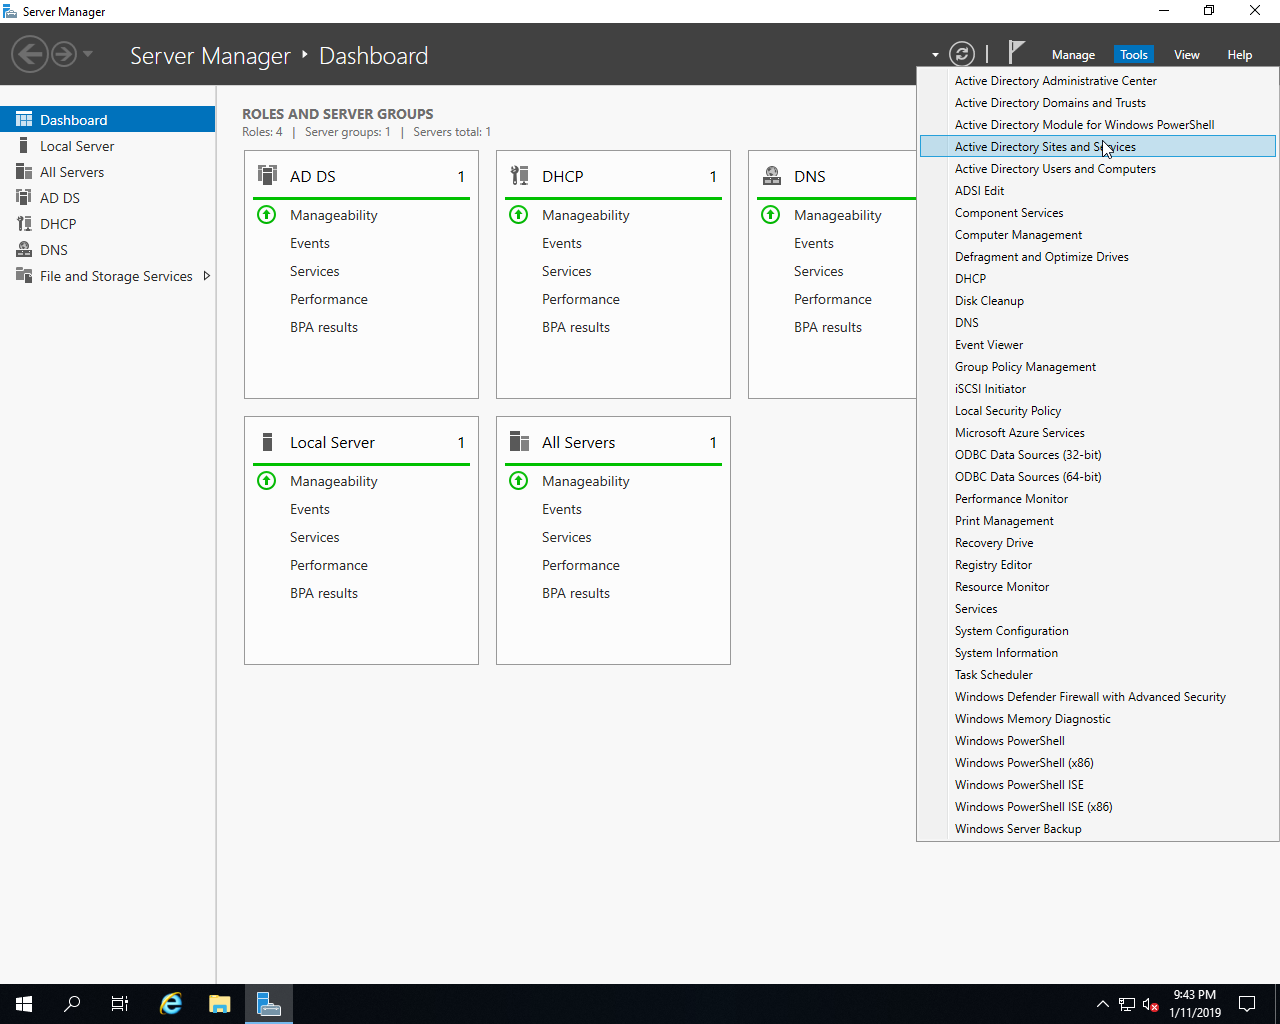 Server Manager
Server Manager ‣ Dashboard
Manage Tools View Help
Dashboard
Local Server
All Servers
AD DS
DHCP
DNS
File and Storage Services
ROLES AND SERVER GROUPS
Roles: 4 | Server groups: 1 | Servers total: 1
AD DS 1
Manageability
Events
Services
Performance
BPA results
DHCP 1
Manageability
Events
Services
Performance
BPA results
DNS
Manageability
Events
Services
Performance
BPA results
Local Server 1
Manageability
Events
Services
Performance
BPA results
All Servers 1
Manageability
Events
Services
Performance
BPA results
Active Directory Administrative Center
Active Directory Domains and Trusts
Active Directory Module for Windows PowerShell
Active Directory Sites and Services
Active Directory Users and Computers
ADSI Edit
Component Services
Computer Management
Defragment and Optimize Drives
DHCP
Disk Cleanup
DNS
Event Viewer
Group Policy Management
iSCSI Initiator
Local Security Policy
Microsoft Azure Services
ODBC Data Sources (32-bit)
ODBC Data Sources (64-bit)
Performance Monitor
Print Management
Recovery Drive
Registry Editor
Resource Monitor
Services
System Configuration
System Information
Task Scheduler
Windows Defender Firewall with Advanced Security
Windows Memory Diagnostic
Windows PowerShell
Windows PowerShell (x86)
Windows PowerShell ISE
Windows PowerShell ISE (x86)
Windows Server Backup
9:43 PM
1/11/2019